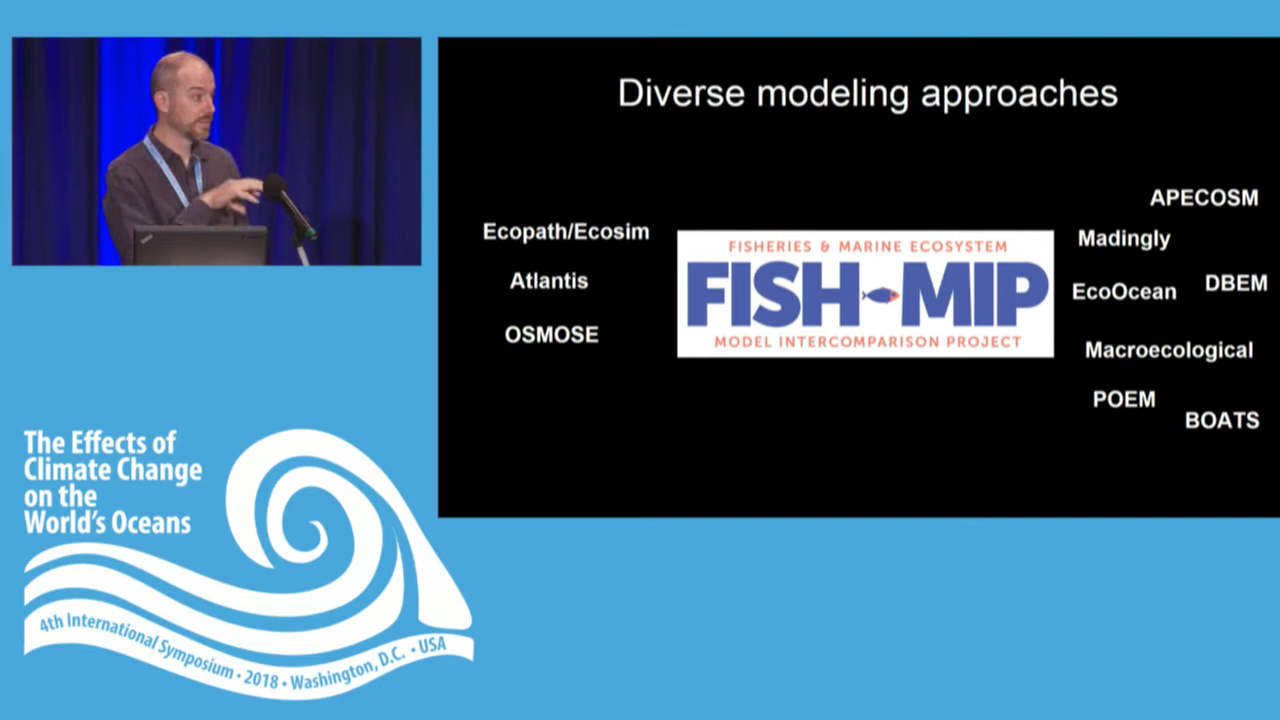 Diverse modeling approaches
APECOSM
Ecopath/Ecosim
Madingly
Atlantis
FISHERIES & MARINE ECOSYSTEM
FISH-MIP
MODEL INTERCOMPARISON PROJECT
EcoOcean
DBEM
OSMOSE
Macroecological
POEM
BOATS
The Effects of
Climate Change
on the
World's Oceans
4th International Symposium • 2018 • Washington, D.C. • USA